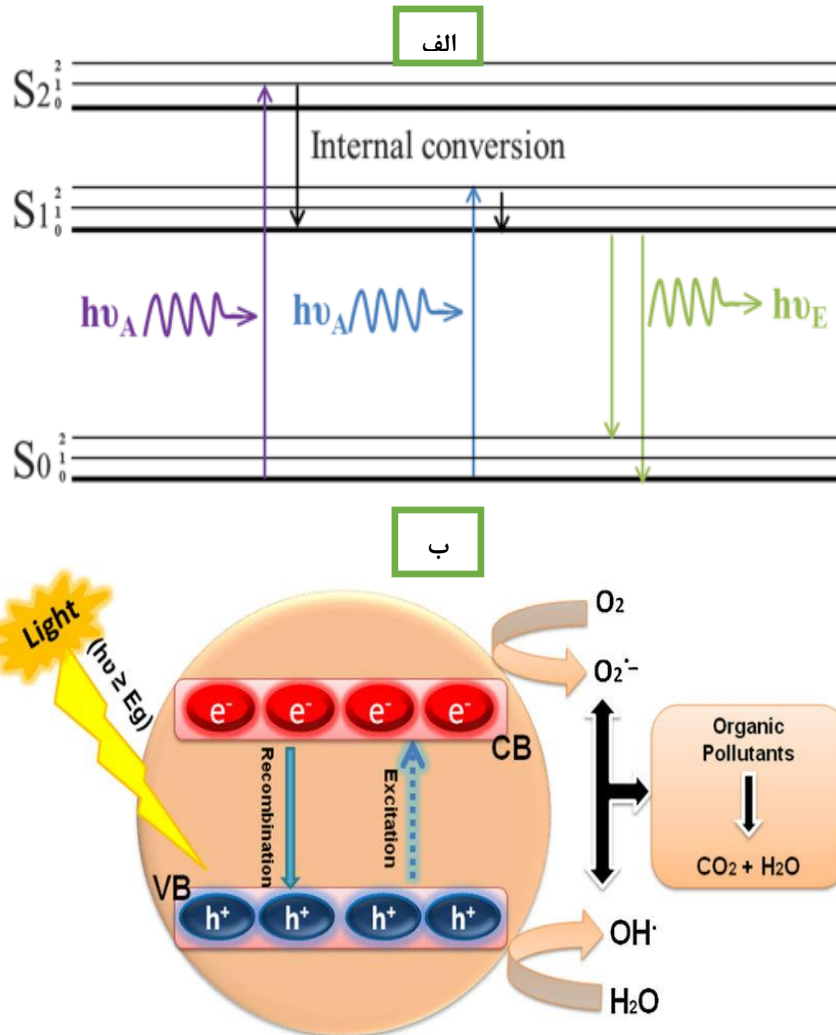 الف
S2 2 1 0
Internal conversion
S1 2 1 0
hυA hυA hυE
S0 2 1 0
ب
Light
(hυ ≥ Eg)
O2
O2•−
e- e- e- e-
CB
Recombination
Excitation
Organic
Pollutants
CO2 + H2O
VB
h+ h+ h+ h+
OH•
H2O